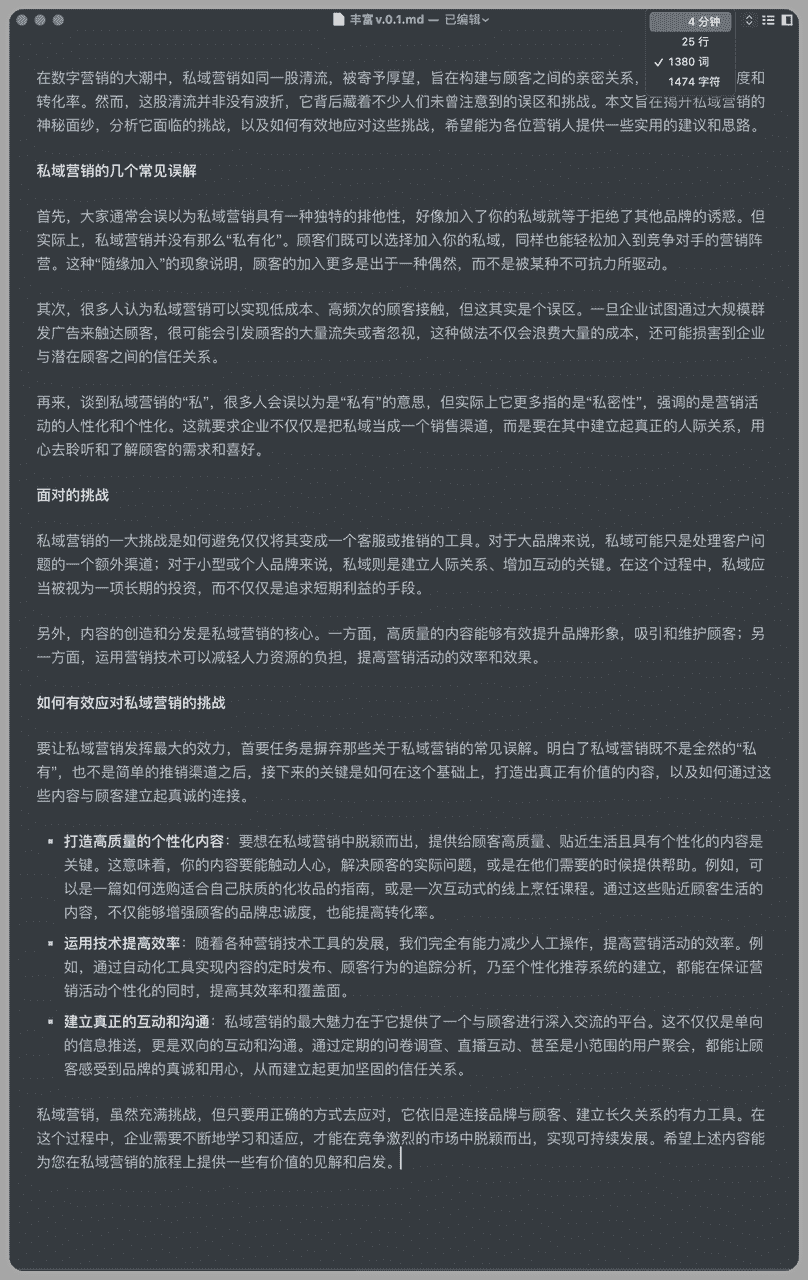 丰富v.0.1.md — 已编辑
4 分钟
25 行
✓ 1380 词
1474 字符
在数字营销的大潮中，私域营销如同一股清流，被寄予厚望，旨在构建与顾客之间的亲密关系，度和
转化率。然而，这股清流并非没有波折，它背后藏着不少人们未曾注意到的误区和挑战。本文旨在揭开私域营销的
神秘面纱，分析它面临的挑战，以及如何有效地应对这些挑战，希望能为各位营销人提供一些实用的建议和思路。
私域营销的几个常见误解
首先，大家通常会误以为私域营销具有一种独特的排他性，好像加入了你的私域就等于拒绝了其他品牌的诱惑。但
实际上，私域营销并没有那么“私有化”。顾客们既可以选择加入你的私域，同样也能轻松加入到竞争对手的营销阵
营。这种“随缘加入”的现象说明，顾客的加入更多是出于一种偶然，而不是被某种不可抗力所驱动。
其次，很多人认为私域营销可以实现低成本、高频次的顾客接触，但这其实是个误区。一旦企业试图通过大规模群
发广告来触达顾客，很可能会引发顾客的大量流失或者忽视，这种做法不仅会浪费大量的成本，还可能损害到企业
与潜在顾客之间的信任关系。
再来，谈到私域营销的“私”，很多人会误以为是“私有”的意思，但实际上它更多指的是“私密性”，强调的是营销活
动的人性化和个性化。这就要求企业不仅仅是把私域当成一个销售渠道，而是要在其中建立起真正的人际关系，用
心去聆听和了解顾客的需求和喜好。
面对的挑战
私域营销的一大挑战是如何避免仅仅将其变成一个客服或推销的工具。对于大品牌来说，私域可能只是处理客户问
题的一个额外渠道；对于小型或个人品牌来说，私域则是建立人际关系、增加互动的关键。在这个过程中，私域应
当被视为一项长期的投资，而不仅仅是追求短期利益的手段。
另外，内容的创造和分发是私域营销的核心。一方面，高质量的内容能够有效提升品牌形象，吸引和维护顾客；另
一方面，运用营销技术可以减轻人力资源的负担，提高营销活动的效率和效果。
如何有效应对私域营销的挑战
要让私域营销发挥最大的效力，首要任务是摒弃那些关于私域营销的常见误解。明白了私域营销既不是全然的“私
有”，也不是简单的推销渠道之后，接下来的关键是如何在这个基础上，打造出真正有价值的内容，以及如何通过这
些内容与顾客建立起真诚的连接。
▪ 打造高质量的个性化内容：要想在私域营销中脱颖而出，提供给顾客高质量、贴近生活且具有个性化的内容是
关键。这意味着，你的内容要能触动人心，解决顾客的实际问题，或是在他们需要的时候提供帮助。例如，可
以是一篇如何选购适合自己肤质的化妆品的指南，或是一次互动式的线上烹饪课程。通过这些贴近顾客生活的
内容，不仅能够增强顾客的品牌忠诚度，也能提高转化率。
▪ 运用技术提高效率：随着各种营销技术工具的发展，我们完全有能力减少人工操作，提高营销活动的效率。例
如，通过自动化工具实现内容的定时发布、顾客行为的追踪分析，乃至个性化推荐系统的建立，都能在保证营
销活动个性化的同时，提高其效率和覆盖面。
▪ 建立真正的互动和沟通：私域营销的最大魅力在于它提供了一个与顾客进行深入交流的平台。这不仅仅是单向
的信息推送，更是双向的互动和沟通。通过定期的问卷调查、直播互动、甚至是小范围的用户聚会，都能让顾
客感受到品牌的真诚和用心，从而建立起更加坚固的信任关系。
私域营销，虽然充满挑战，但只要用正确的方式去应对，它依旧是连接品牌与顾客、建立长久关系的有力工具。在
这个过程中，企业需要不断地学习和适应，才能在竞争激烈的市场中脱颖而出，实现可持续发展。希望上述内容能
为您在私域营销的旅程上提供一些有价值的见解和启发。